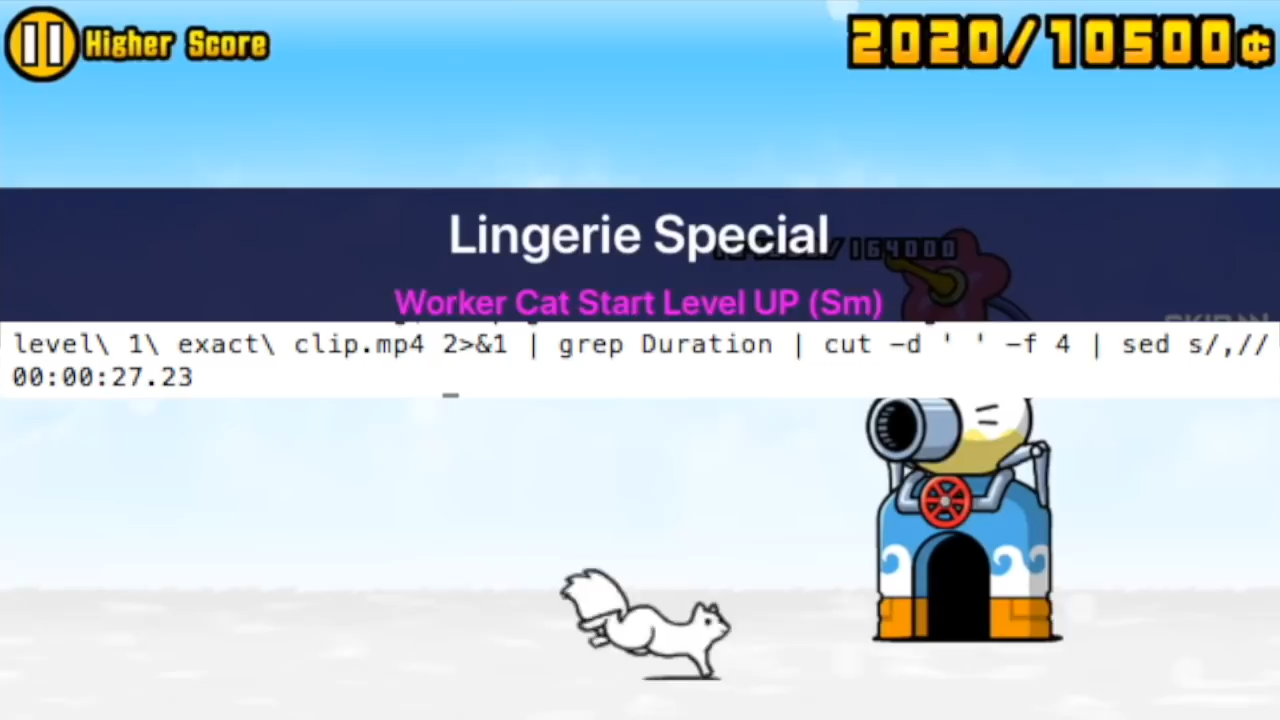 Higher Score
2020/10500¢
Lingerie Special
/164000
Worker Cat Start Level UP (Sm)
level\ 1\ exact\ clip.mp4 2>&1 | grep Duration | cut -d ' ' -f 4 | sed s/,//
00:00:27.23